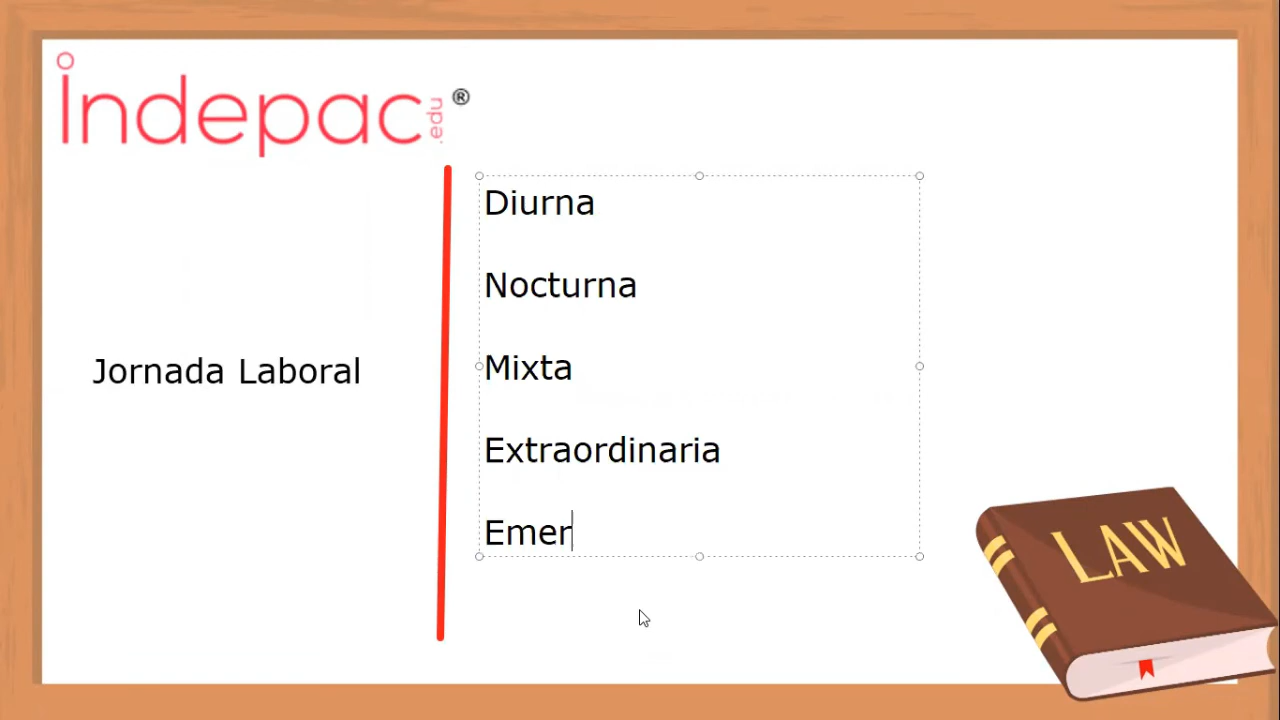 indepac.edu ®
Diurna
Nocturna
Mixta
Jornada Laboral
Extraordinaria
Emer
LAW